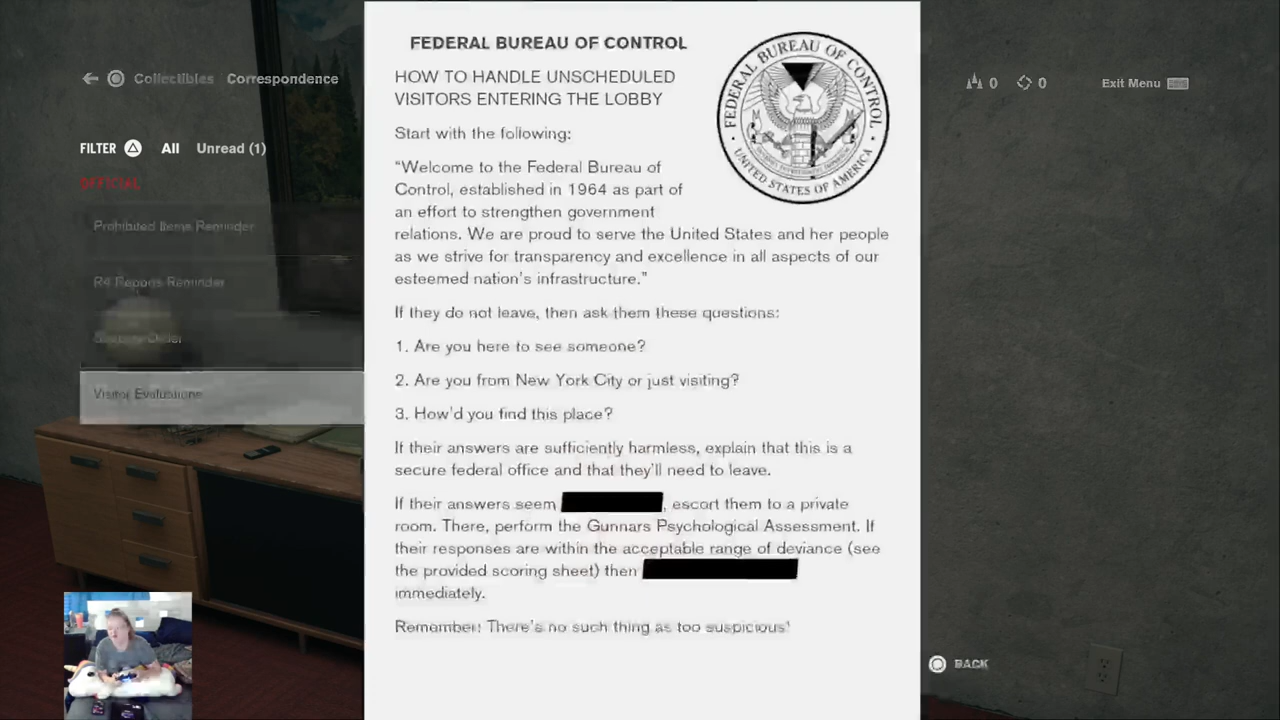 FEDERAL BUREAU OF CONTROL
HOW TO HANDLE UNSCHEDULED
VISITORS ENTERING THE LOBBY
Start with the following:
“Welcome to the Federal Bureau of
Control, established in 1964 as part of
an effort to strengthen government
relations. We are proud to serve the United States and her people
as we strive for transparency and excellence in all aspects of our
esteemed nation's infrastructure.”
If they do not leave, then ask them these questions:
1. Are you here to see someone?
2. Are you from New York City or just visiting?
3. How'd you find this place?
If their answers are sufficiently harmless, explain that this is a
secure federal office and that they'll need to leave.
If their answers seem , escort them to a private
room. There, perform the Gunnars Psychological Assessment. If
their responses are within the acceptable range of deviance (see
the provided scoring sheet) then
immediately.
Remember: There's no such thing as too suspicious!
FEDERAL BUREAU OF CONTROL
UNITED STATES OF AMERICA
Collectibles Correspondence
FILTER All Unread (1)
OFFICIAL
Prohibited Items Reminder
R4 Reports Reminder
Order
Visitor Evaluations
0 0 Exit Menu
BACK